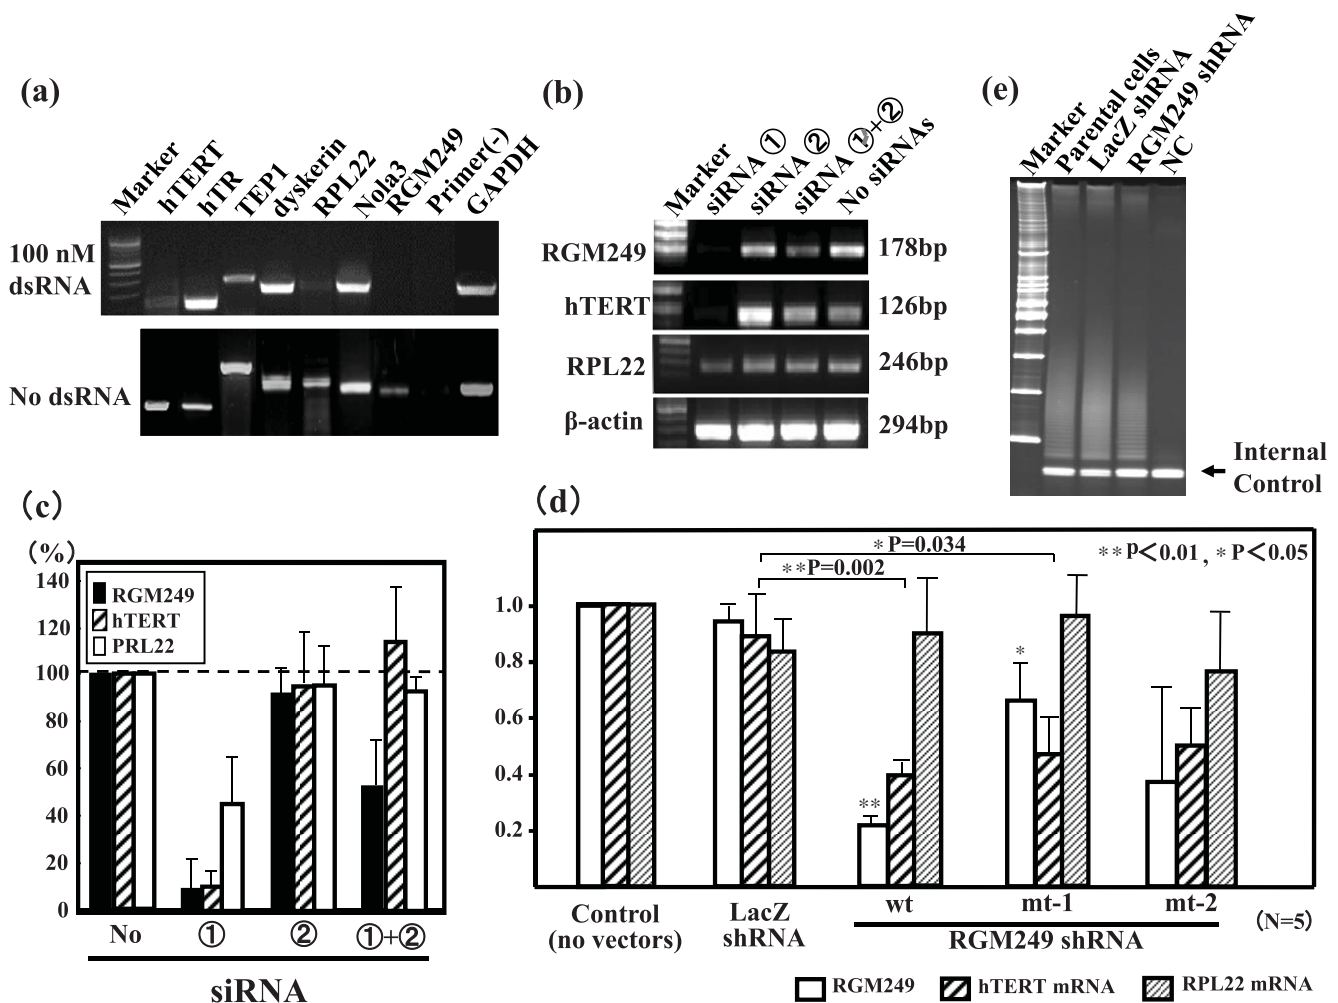 (a)
Marker
hTERT
hTR
TEP1
dyskerin
RPL22
Nola3
RGM249
Primer(-)
GAPDH
100 nM
dsRNA
No dsRNA
(b)
Marker
siRNA ①
siRNA ②
siRNA ①+②
No siRNAs
RGM249
178bp
hTERT
126bp
RPL22
246bp
β-actin
294bp
(e)
Marker
Parental cells
LacZ shRNA
RGM249 shRNA
NC
Internal
Control
(c)
(%)
140
120
100
80
60
40
20
0
RGM249
hTERT
PRL22
No
①
②
①+②
siRNA
(d)
*P=0.034
**P=0.002
**p<0.01 , *P<0.05
1.0
0.8
0.6
0.4
0.2
**
*
Control
(no vectors)
LacZ
shRNA
wt
mt-1
mt-2
RGM249 shRNA
(N=5)
RGM249
hTERT mRNA
RPL22 mRNA